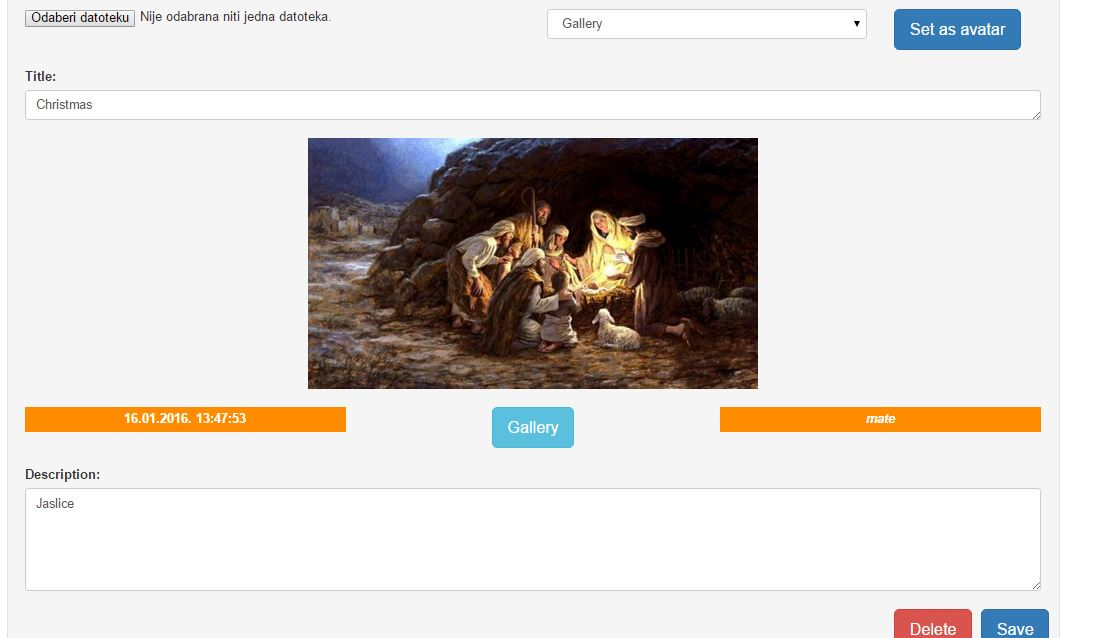 Odaberi datoteku Nije odabrana niti jedna datoteka.
Gallery
Set as avatar
Title:
Christmas
16.01.2016. 13:47:53
Gallery
mate
Description:
Jaslice
Delete
Save